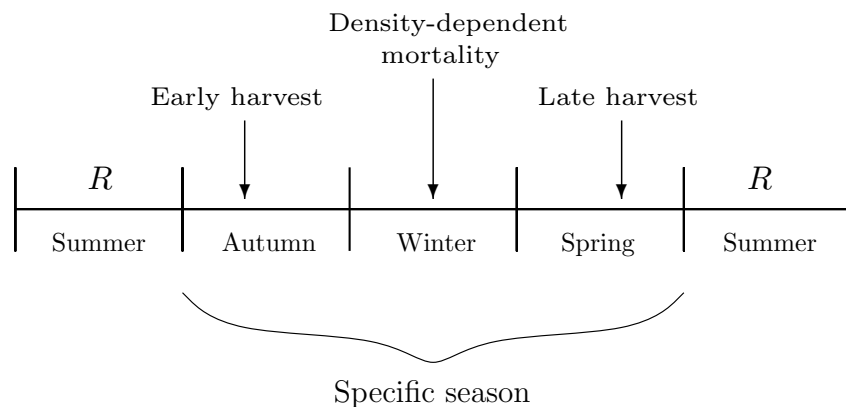 Density-dependent
mortality
Early harvest
Late harvest
R
R
Summer
Autumn
Winter
Spring
Summer
Specific season